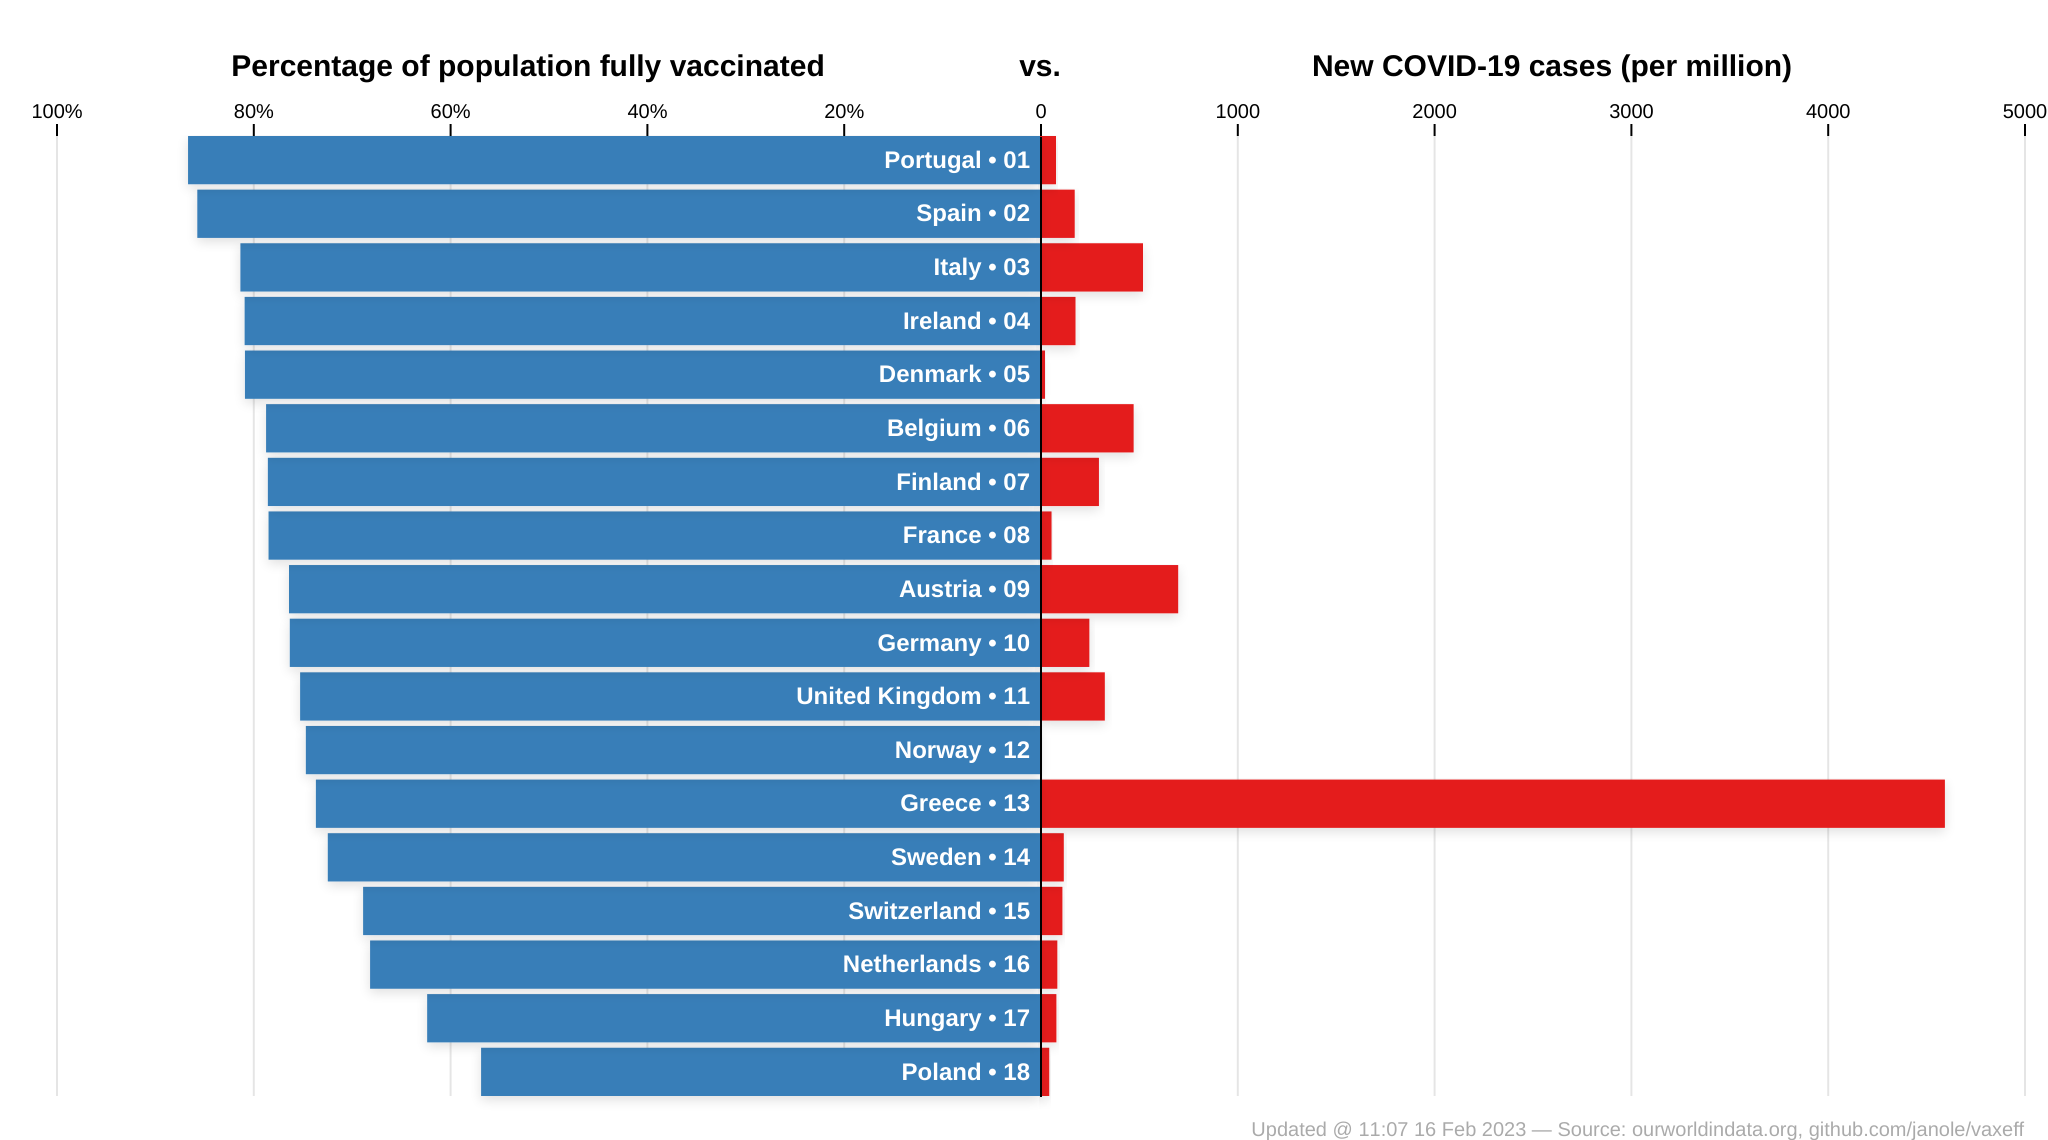 Percentage of population fully vaccinated vs. New COVID-19 cases (per million)
100% 80% 60% 40% 20% 0 1000 2000 3000 4000 5000
Portugal • 01
Spain • 02
Italy • 03
Ireland • 04
Denmark • 05
Belgium • 06
Finland • 07
France • 08
Austria • 09
Germany • 10
United Kingdom • 11
Norway • 12
Greece • 13
Sweden • 14
Switzerland • 15
Netherlands • 16
Hungary • 17
Poland • 18
Updated @ 11:07 16 Feb 2023 — Source: ourworldindata.org, github.com/janole/vaxeff